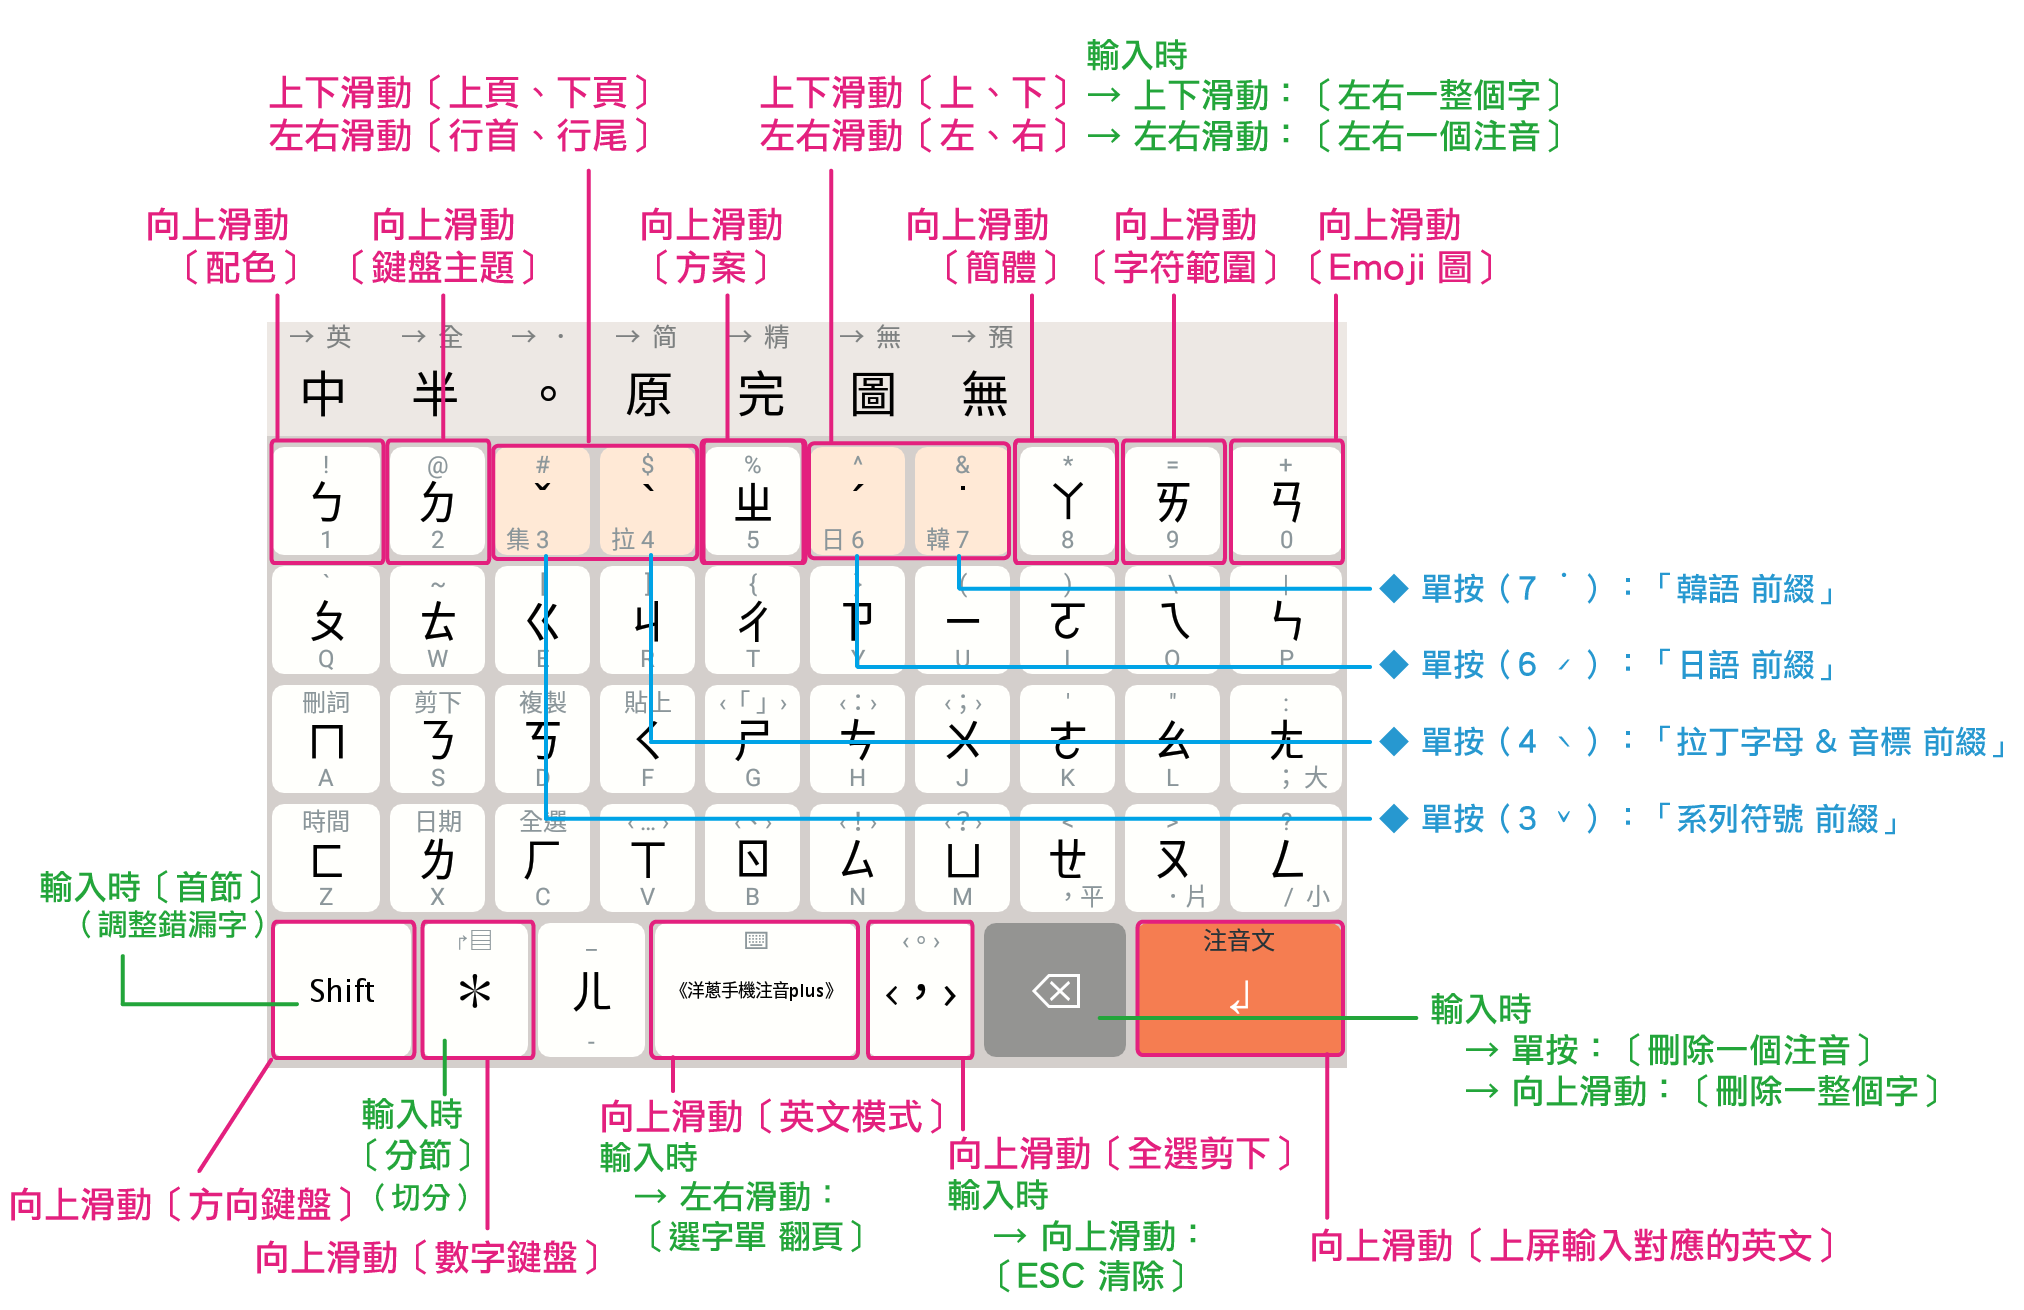 輸入時
上下滑動〔上頁、下頁〕
上下滑動〔上、下〕
→ 上下滑動：〔左右一整個字〕
左右滑動〔行首、行尾〕
左右滑動〔左、右〕
→ 左右滑動：〔左右一個注音〕
向上滑動
〔配色〕
向上滑動
〔鍵盤主題〕
向上滑動
〔方案〕
向上滑動
〔簡體〕
向上滑動
〔字符範圍〕
向上滑動
〔Emoji 圖〕
→ 英 → 全 → · → 简 → 精 → 無 → 預
中 半 。 原 完 圖 無
! @ # $ % ^ & * = +
ㄅ ㄉ ˇ ˋ ㄓ ˊ ˙ ㄚ ㄞ ㄢ
1 2 集 3 拉 4 5 日 6 韓 7 8 9 0
` ~ [ ] { } ( ) \ |
ㄆ ㄊ ㄍ ㄐ ㄔ ㄗ ㄧ ㄛ ㄟ ㄣ
Q W E R T Y U I O P
刪詞 剪下 複製 貼上 ‹「」› ‹：› ‹；› ' " :
ㄇ ㄋ ㄎ ㄑ ㄕ ㄘ ㄨ ㄜ ㄠ ㄤ
A S D F G H J K L ; 大
時間 日期 全選 ‹…› ‹、› ‹！› ‹？› < > ?
ㄈ ㄌ ㄏ ㄒ ㄖ ㄙ ㄩ ㄝ ㄡ ㄥ
Z X C V B N M ，平 ·片 / 小
Shift
↱▤
＊
_
ㄦ
-
⌨
《洋蔥手機注音plus》
‹。›
‹，›
⌫
注音文
↲
◆ 單按（7 ˙）：「韓語 前綴」
◆ 單按（6 ˊ）：「日語 前綴」
◆ 單按（4 ˋ）：「拉丁字母 & 音標 前綴」
◆ 單按（3 ˇ）：「系列符號 前綴」
輸入時〔首節〕
（調整錯漏字）
輸入時
→ 單按：〔刪除一個注音〕
→ 向上滑動：〔刪除一整個字〕
向上滑動〔方向鍵盤〕
輸入時
〔分節〕
（切分）
向上滑動〔數字鍵盤〕
向上滑動〔英文模式〕
輸入時
→ 左右滑動：
〔選字單 翻頁〕
向上滑動〔全選剪下〕
輸入時
→ 向上滑動：
〔ESC 清除〕
向上滑動〔上屏輸入對應的英文〕